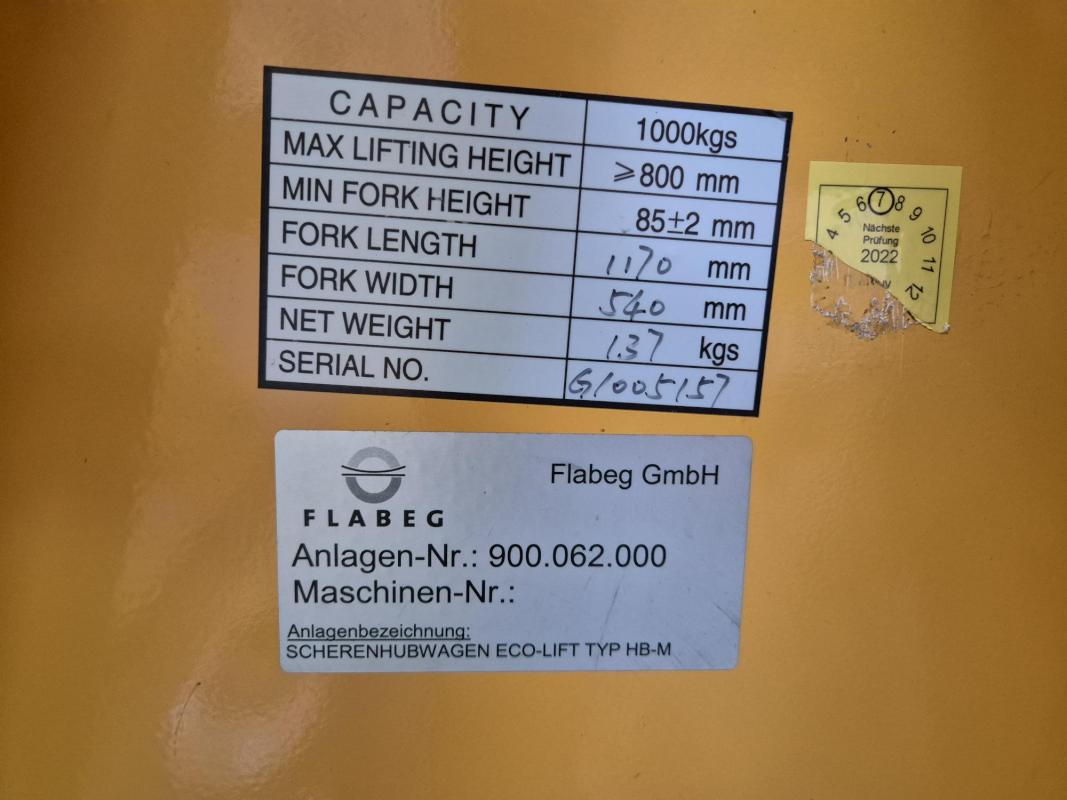 CAPACITY 1000kgs
MAX LIFTING HEIGHT ⩾800 mm
MIN FORK HEIGHT 85±2 mm
FORK LENGTH 1170 mm
FORK WIDTH 540 mm
NET WEIGHT 137 kgs
SERIAL NO. G1005157
4 5 6 7 8 9 10 11 12
Nächste
Prüfung
2022
FLABEG
Flabeg GmbH
Anlagen-Nr.: 900.062.000
Maschinen-Nr.:
Anlagenbezeichnung:
SCHERENHUBWAGEN ECO-LIFT TYP HB-M